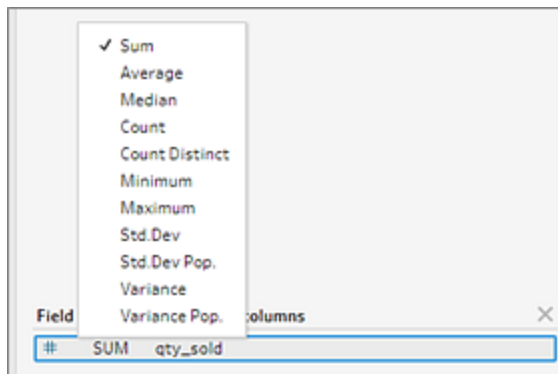 Sum
Average
Median
Count
Count Distinct
Minimum
Maximum
Std.Dev
Std.Dev Pop.
Variance
Variance Pop.
Field columns
# SUM qty_sold